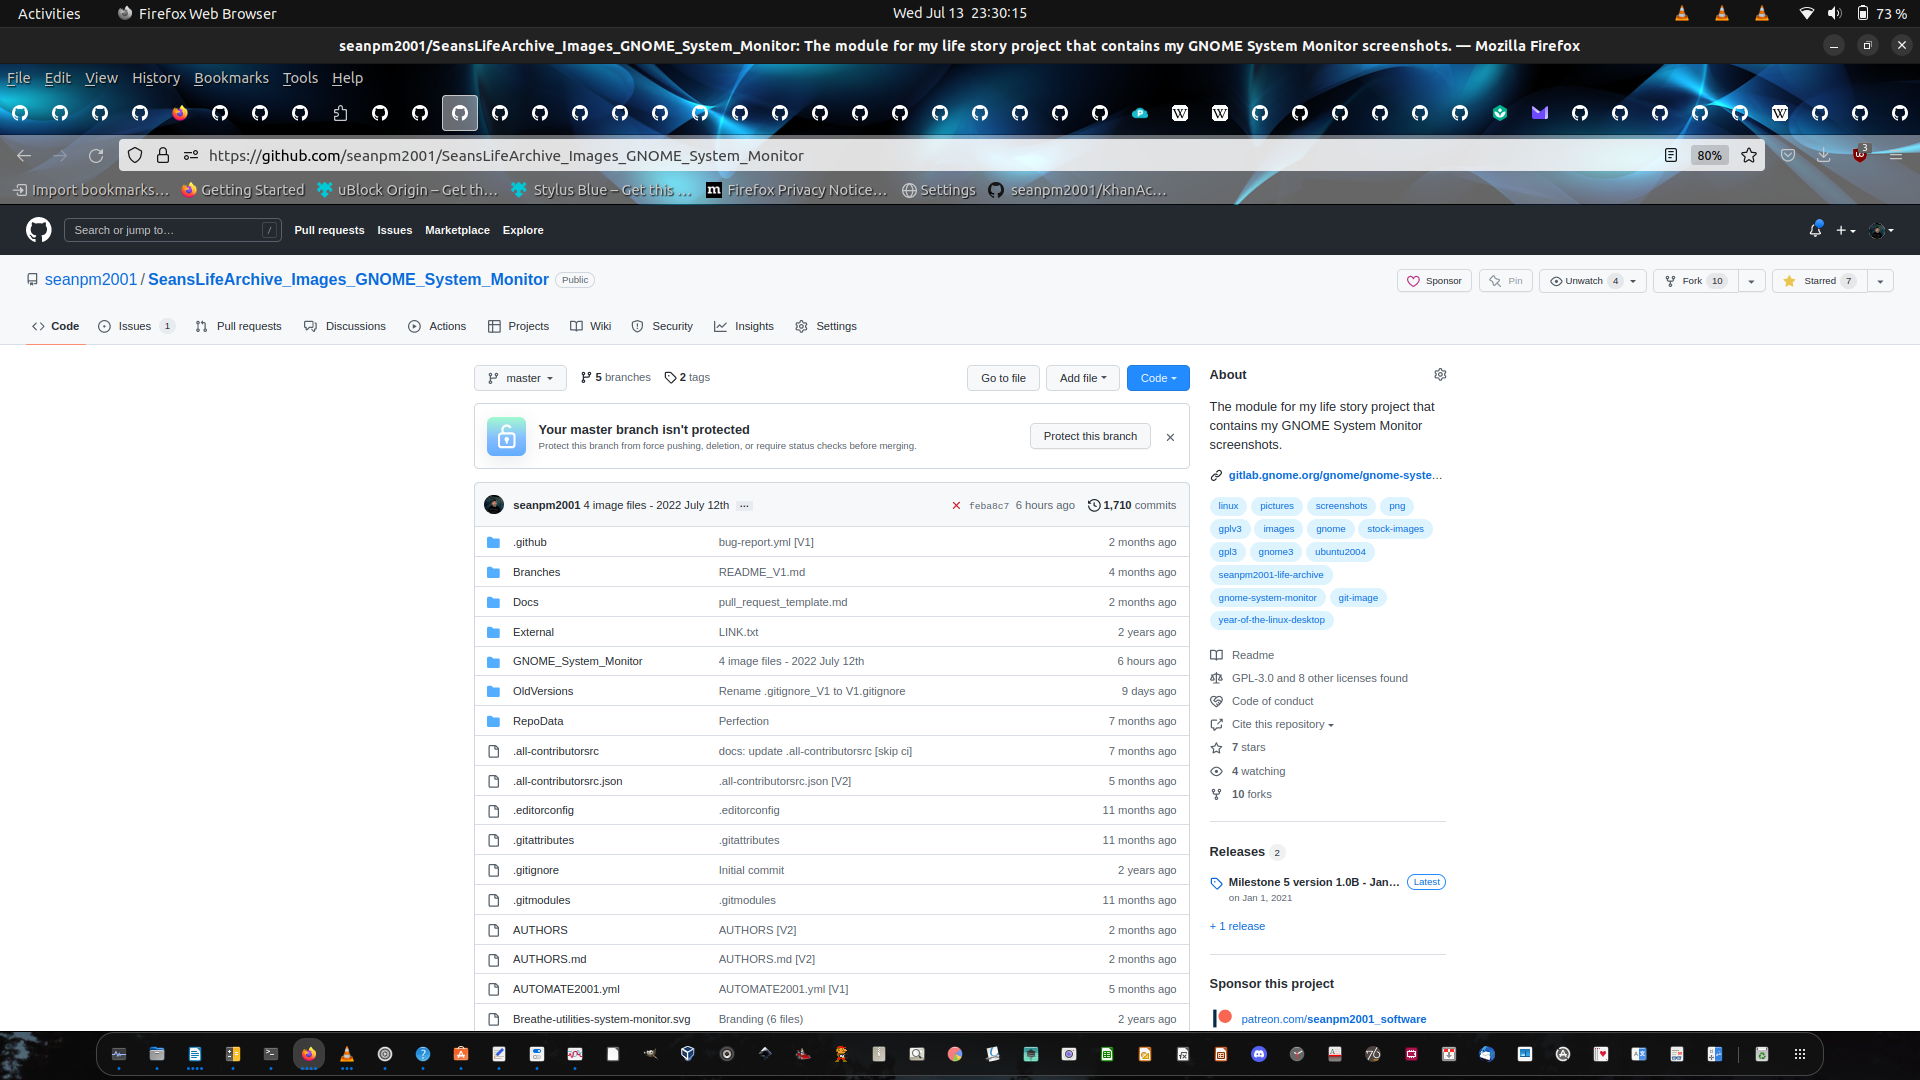 Activities Firefox Web Browser Wed Jul 13 23:30:15 73 %
seanpm2001/SeansLifeArchive_Images_GNOME_System_Monitor: The module for my life story project that contains my GNOME System Monitor screenshots. — Mozilla Firefox
File Edit View History Bookmarks Tools Help
https://github.com/seanpm2001/SeansLifeArchive_Images_GNOME_System_Monitor 80% 3
Import bookmarks… Getting Started uBlock Origin – Get th… Stylus Blue – Get this … Firefox Privacy Notice… Settings seanpm2001/KhanAc…
Search or jump to… / Pull requests Issues Marketplace Explore
seanpm2001 / SeansLifeArchive_Images_GNOME_System_Monitor Public Sponsor Pin Unwatch 4 Fork 10 Starred 7
Code Issues 1 Pull requests Discussions Actions Projects Wiki Security Insights Settings
master 5 branches 2 tags Go to file Add file Code
Your master branch isn't protected
Protect this branch from force pushing, deletion, or require status checks before merging.
Protect this branch
seanpm2001 4 image files - 2022 July 12th … feba8c7 6 hours ago 1,710 commits
.github bug-report.yml [V1] 2 months ago
Branches README_V1.md 4 months ago
Docs pull_request_template.md 2 months ago
External LINK.txt 2 years ago
GNOME_System_Monitor 4 image files - 2022 July 12th 6 hours ago
OldVersions Rename .gitignore_V1 to V1.gitignore 9 days ago
RepoData Perfection 7 months ago
.all-contributorsrc docs: update .all-contributorsrc [skip ci] 7 months ago
.all-contributorsrc.json .all-contributorsrc.json [V2] 5 months ago
.editorconfig .editorconfig 11 months ago
.gitattributes .gitattributes 11 months ago
.gitignore Initial commit 2 years ago
.gitmodules .gitmodules 11 months ago
AUTHORS AUTHORS [V2] 2 months ago
AUTHORS.md AUTHORS.md [V2] 2 months ago
AUTOMATE2001.yml AUTOMATE2001.yml [V1] 5 months ago
Breathe-utilities-system-monitor.svg Branding (6 files) 2 years ago
About
The module for my life story project that
contains my GNOME System Monitor
screenshots.
gitlab.gnome.org/gnome/gnome-syste…
linux pictures screenshots png
gplv3 images gnome stock-images
gpl3 gnome3 ubuntu2004
seanpm2001-life-archive
gnome-system-monitor git-image
year-of-the-linux-desktop
Readme
GPL-3.0 and 8 other licenses found
Code of conduct
Cite this repository
7 stars
4 watching
10 forks
Releases 2
Milestone 5 version 1.0B - Jan… Latest
on Jan 1, 2021
+ 1 release
Sponsor this project
patreon.com/seanpm2001_software